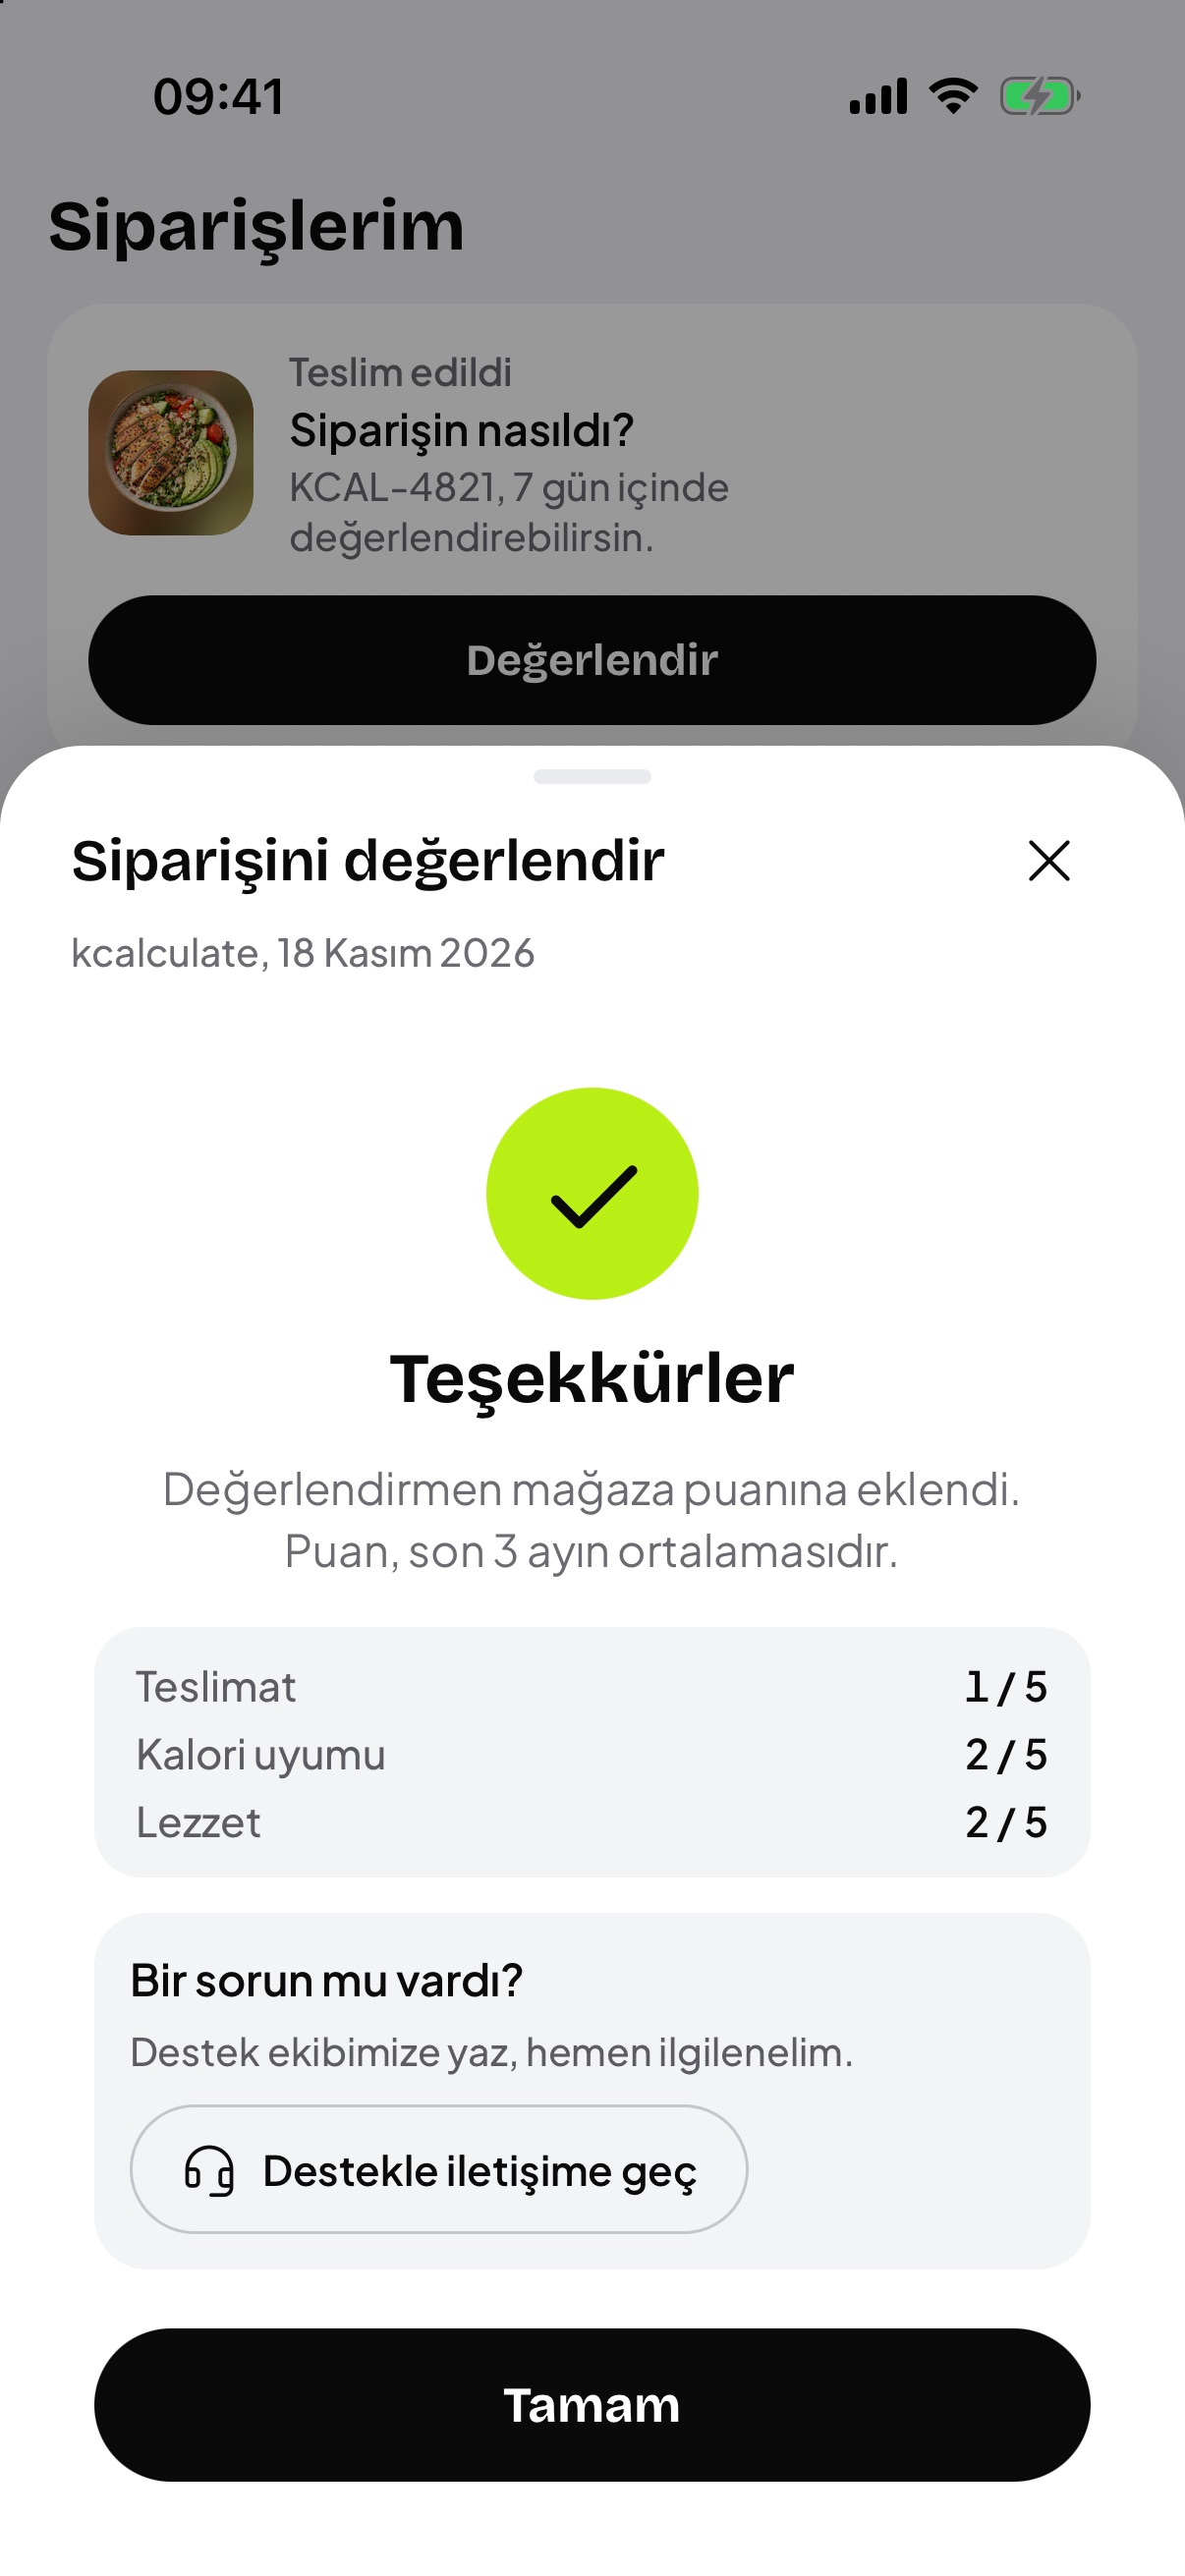 09:41
Siparişlerim
Teslim edildi
Siparişin nasıldı?
KCAL-4821, 7 gün içinde
değerlendirebilirsin.
Değerlendir
Siparişini değerlendir
kcalculate, 18 Kasım 2026
Teşekkürler
Değerlendirmen mağaza puanına eklendi.
Puan, son 3 ayın ortalamasıdır.
Teslimat 1 / 5
Kalori uyumu 2 / 5
Lezzet 2 / 5
Bir sorun mu vardı?
Destek ekibimize yaz, hemen ilgilenelim.
Destekle iletişime geç
Tamam